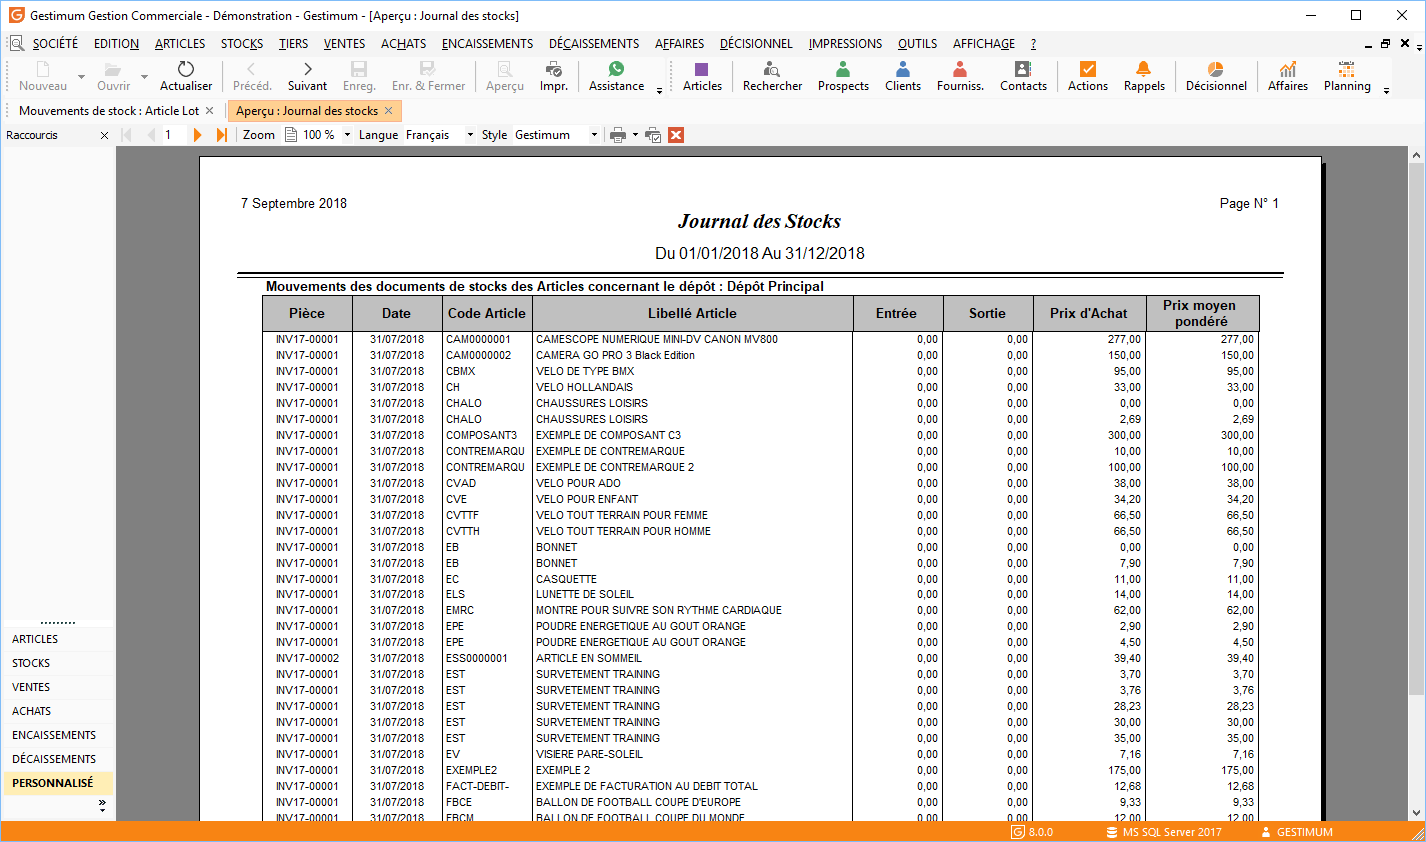 Gestimum Gestion Commerciale - Démonstration - Gestimum - [Aperçu : Journal des stocks]
SOCIÉTÉ EDITION ARTICLES STOCKS TIERS VENTES ACHATS ENCAISSEMENTS DÉCAISSEMENTS AFFAIRES DÉCISIONNEL IMPRESSIONS OUTILS AFFICHAGE ?
Nouveau Ouvrir Actualiser Précéd. Suivant Enreg. Enr. & Fermer Aperçu Impr. Assistance Articles Rechercher Prospects Clients Fourniss. Contacts Actions Rappels Décisionnel Affaires Planning
Mouvements de stock : Article Lot Aperçu : Journal des stocks
Raccourcis 1 Zoom 100 % Langue Français Style Gestimum
7 Septembre 2018 Page N° 1
Journal des Stocks
Du 01/01/2018 Au 31/12/2018
Mouvements des documents de stocks des Articles concernant le dépôt : Dépôt Principal
Pièce Date Code Article Libellé Article Entrée Sortie Prix d'Achat Prix moyen pondéré
INV17-00001 31/07/2018 CAM0000001 CAMESCOPE NUMERIQUE MINI-DV CANON MV800 0,00 0,00 277,00 277,00
INV17-00001 31/07/2018 CAM0000002 CAMERA GO PRO 3 Black Edition 0,00 0,00 150,00 150,00
INV17-00001 31/07/2018 CBMX VELO DE TYPE BMX 0,00 0,00 95,00 95,00
INV17-00001 31/07/2018 CH VELO HOLLANDAIS 0,00 0,00 33,00 33,00
INV17-00001 31/07/2018 CHALO CHAUSSURES LOISIRS 0,00 0,00 0,00 0,00
INV17-00001 31/07/2018 CHALO CHAUSSURES LOISIRS 0,00 0,00 2,69 2,69
INV17-00001 31/07/2018 COMPOSANT3 EXEMPLE DE COMPOSANT C3 0,00 0,00 300,00 300,00
INV17-00001 31/07/2018 CONTREMARQU EXEMPLE DE CONTREMARQUE 0,00 0,00 10,00 10,00
INV17-00001 31/07/2018 CONTREMARQU EXEMPLE DE CONTREMARQUE 2 0,00 0,00 100,00 100,00
INV17-00001 31/07/2018 CVAD VELO POUR ADO 0,00 0,00 38,00 38,00
INV17-00001 31/07/2018 CVE VELO POUR ENFANT 0,00 0,00 34,20 34,20
INV17-00001 31/07/2018 CVTTF VELO TOUT TERRAIN POUR FEMME 0,00 0,00 66,50 66,50
INV17-00001 31/07/2018 CVTTH VELO TOUT TERRAIN POUR HOMME 0,00 0,00 66,50 66,50
INV17-00001 31/07/2018 EB BONNET 0,00 0,00 0,00 0,00
INV17-00001 31/07/2018 EB BONNET 0,00 0,00 7,90 7,90
INV17-00001 31/07/2018 EC CASQUETTE 0,00 0,00 11,00 11,00
INV17-00001 31/07/2018 ELS LUNETTE DE SOLEIL 0,00 0,00 14,00 14,00
INV17-00001 31/07/2018 EMRC MONTRE POUR SUIVRE SON RYTHME CARDIAQUE 0,00 0,00 62,00 62,00
INV17-00001 31/07/2018 EPE POUDRE ENERGETIQUE AU GOUT ORANGE 0,00 0,00 2,90 2,90
INV17-00001 31/07/2018 EPE POUDRE ENERGETIQUE AU GOUT ORANGE 0,00 0,00 4,50 4,50
INV17-00002 31/07/2018 ESS0000001 ARTICLE EN SOMMEIL 0,00 0,00 39,40 39,40
INV17-00001 31/07/2018 EST SURVETEMENT TRAINING 0,00 0,00 3,70 3,70
INV17-00001 31/07/2018 EST SURVETEMENT TRAINING 0,00 0,00 3,76 3,76
INV17-00001 31/07/2018 EST SURVETEMENT TRAINING 0,00 0,00 28,23 28,23
INV17-00001 31/07/2018 EST SURVETEMENT TRAINING 0,00 0,00 30,00 30,00
INV17-00001 31/07/2018 EST SURVETEMENT TRAINING 0,00 0,00 35,00 35,00
INV17-00001 31/07/2018 EV VISIERE PARE-SOLEIL 0,00 0,00 7,16 7,16
INV17-00001 31/07/2018 EXEMPLE2 EXEMPLE 2 0,00 0,00 175,00 175,00
INV17-00001 31/07/2018 FACT-DEBIT- EXEMPLE DE FACTURATION AU DEBIT TOTAL 0,00 0,00 12,68 12,68
INV17-00001 31/07/2018 FBCE BALLON DE FOOTBALL COUPE D'EUROPE 0,00 0,00 9,33 9,33
INV17-00001 31/07/2018 FBCM BALLON DE FOOTBALL COUPE DU MONDE 0,00 0,00 12,00 12,00
ARTICLES
STOCKS
VENTES
ACHATS
ENCAISSEMENTS
DÉCAISSEMENTS
PERSONNALISÉ
8.0.0 MS SQL Server 2017 GESTIMUM